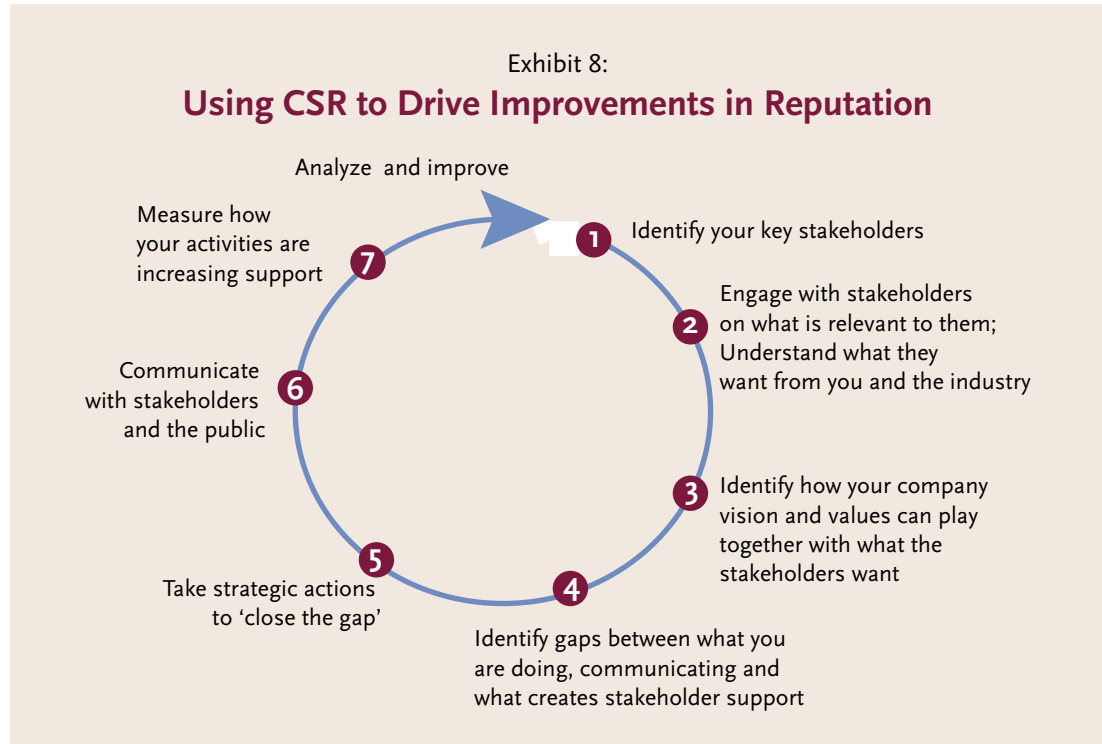 Exhibit 8:
Using CSR to Drive Improvements in Reputation
Analyze and improve
1
Identify your key stakeholders
2
Engage with stakeholders
on what is relevant to them;
Understand what they
want from you and the industry
3
Identify how your company
vision and values can play
together with what the
stakeholders want
4
Identify gaps between what you
are doing, communicating and
what creates stakeholder support
5
Take strategic actions
to ‘close the gap’
6
Communicate
with stakeholders
and the public
7
Measure how
your activities are
increasing support